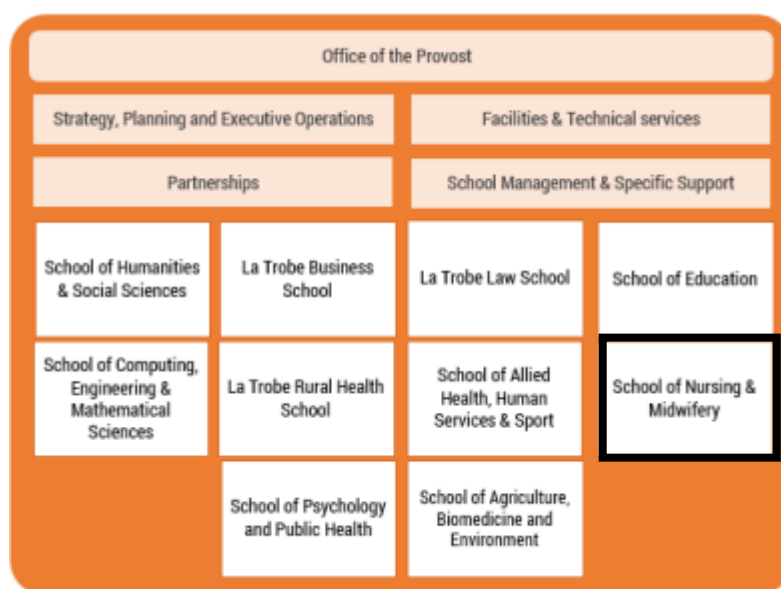 Office of the Provost
Strategy, Planning and Executive Operations
Facilities & Technical services
Partnerships
School Management & Specific Support
School of Humanities
& Social Sciences
La Trobe Business
School
La Trobe Law School
School of Education
School of Computing,
Engineering &
Mathematical
Sciences
La Trobe Rural Health
School
School of Allied
Health, Human
Services & Sport
School of Nursing &
Midwifery
School of Psychology
and Public Health
School of Agriculture,
Biomedicine and
Environment